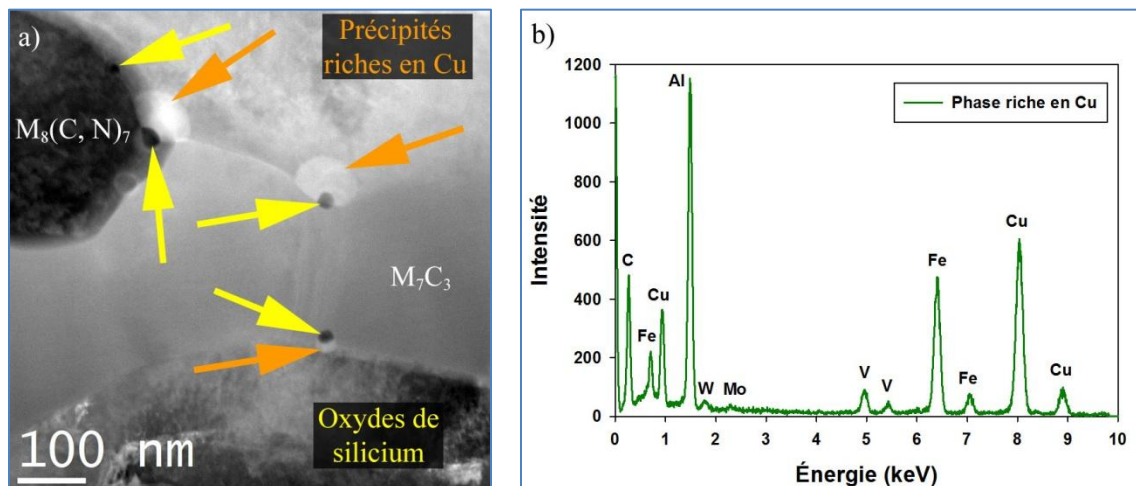 a)
Précipités
riches en Cu
M₈(C, N)₇
M₇C₃
Oxydes de
silicium
100 nm
b)
1200
1000
800
600
400
200
0
Intensité
Al
Phase riche en Cu
C
Fe
Cu
W
Mo
V
V
Fe
Fe
Cu
Cu
0 1 2 3 4 5 6 7 8 9 10
Énergie (keV)